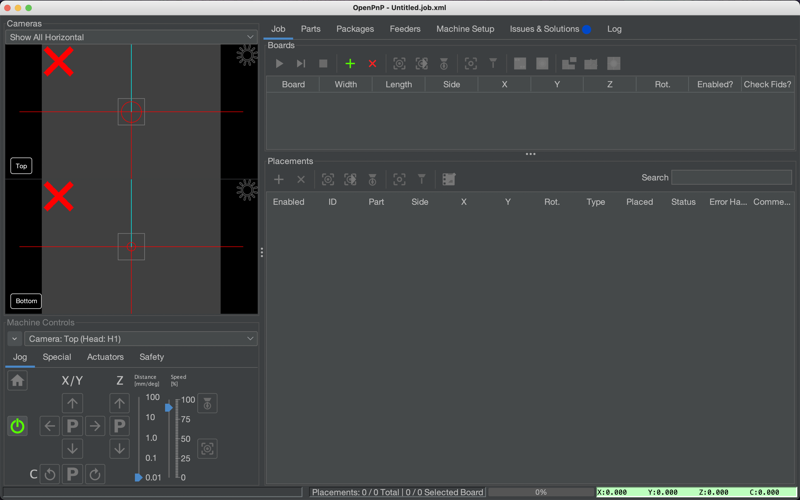 OpenPnP - Untitled.job.xml
Cameras
Show All Horizontal
Top
Bottom
Machine Controls
Camera: Top (Head: H1)
Jog Special Actuators Safety
X/Y Z Distance [mm/deg] Speed [%]
100 100
10 75
P P
1.0 50
0.1 25
C P 0.01 0
Job Parts Packages Feeders Machine Setup Issues & Solutions Log
Boards
Board Width Length Side X Y Z Rot. Enabled? Check Fids?
Placements
Search
Enabled ID Part Side X Y Rot. Type Placed Status Error Ha... Comme...
Placements: 0 / 0 Total | 0 / 0 Selected Board 0% X:0.000 Y:0.000 Z:0.000 C:0.000